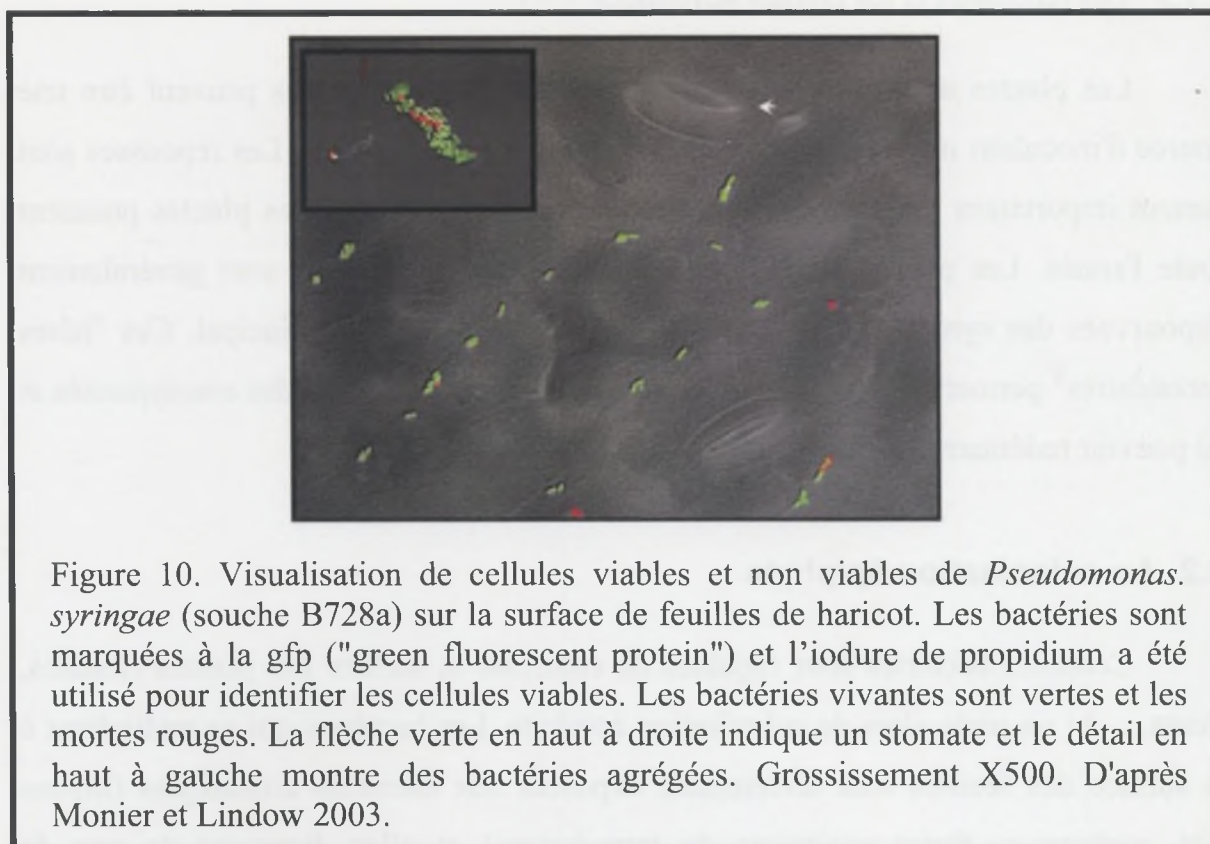 Figure 10. Visualisation de cellules viables et non viables de Pseudomonas.
syringae (souche B728a) sur la surface de feuilles de haricot. Les bactéries sont
marquées à la gfp ("green fluorescent protein") et l'iodure de propidium a été
utilisé pour identifier les cellules viables. Les bactéries vivantes sont vertes et les
mortes rouges. La flèche verte en haut à droite indique un stomate et le détail en
haut à gauche montre des bactéries agrégées. Grossissement X500. D'après
Monier et Lindow 2003.